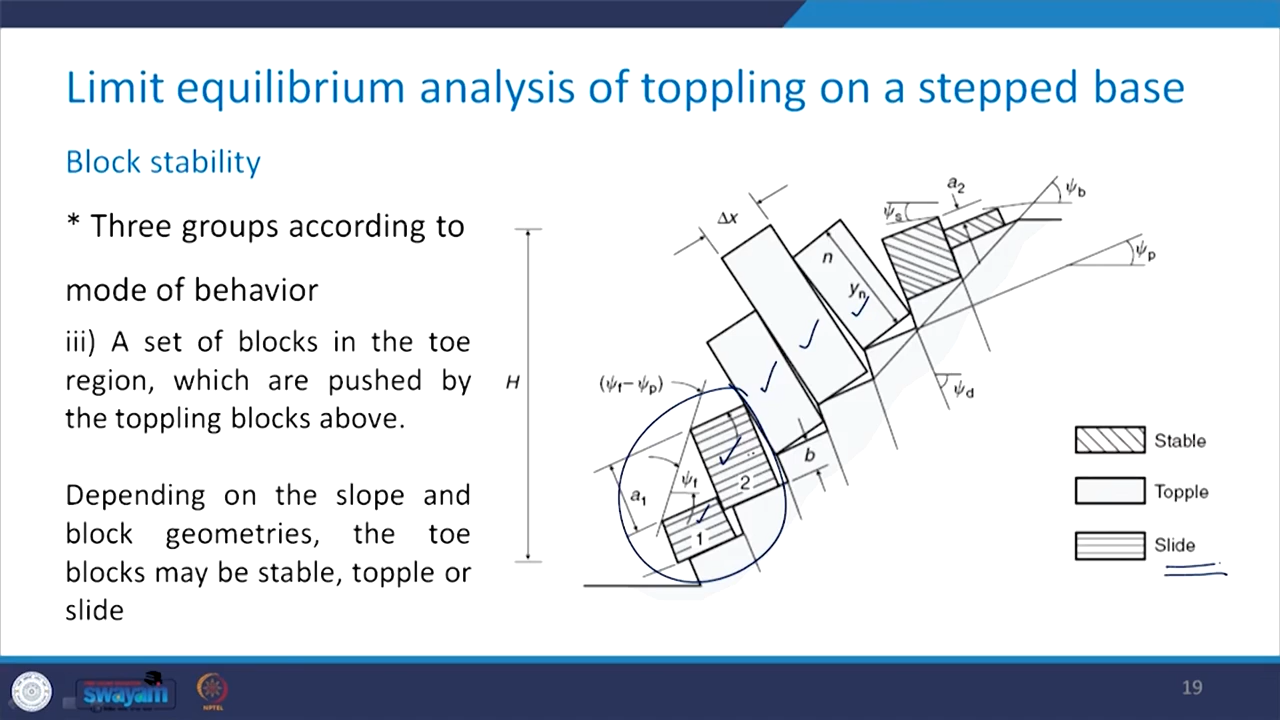 Limit equilibrium analysis of toppling on a stepped base
Block stability
* Three groups according to
mode of behavior
iii) A set of blocks in the toe
region, which are pushed by
the toppling blocks above.
Depending on the slope and
block geometries, the toe
blocks may be stable, topple or
slide
H
Δx
a₂
ψb
ψs
ψp
n
yₙ
(ψf–ψp)
ψd
b
ψf
a₁
2
1
Stable
Topple
Slide
swayam
NPTEL
19